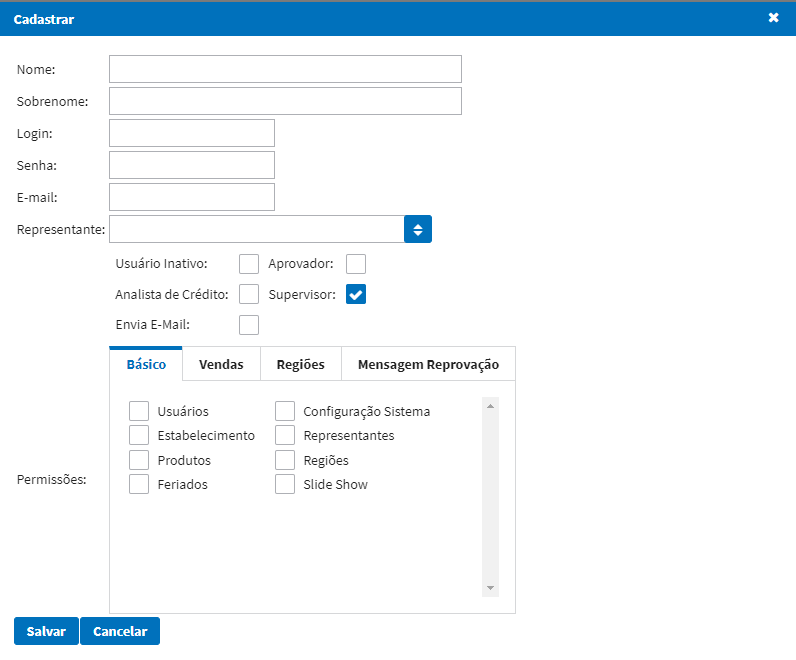 Cadastrar
Nome:
Sobrenome:
Login:
Senha:
E-mail:
Representante:
Usuário Inativo: Aprovador:
Analista de Crédito: Supervisor:
Envia E-Mail:
Básico Vendas Regiões Mensagem Reprovação
Usuários Configuração Sistema
Estabelecimento Representantes
Produtos Regiões
Permissões:
Feriados Slide Show
Salvar Cancelar